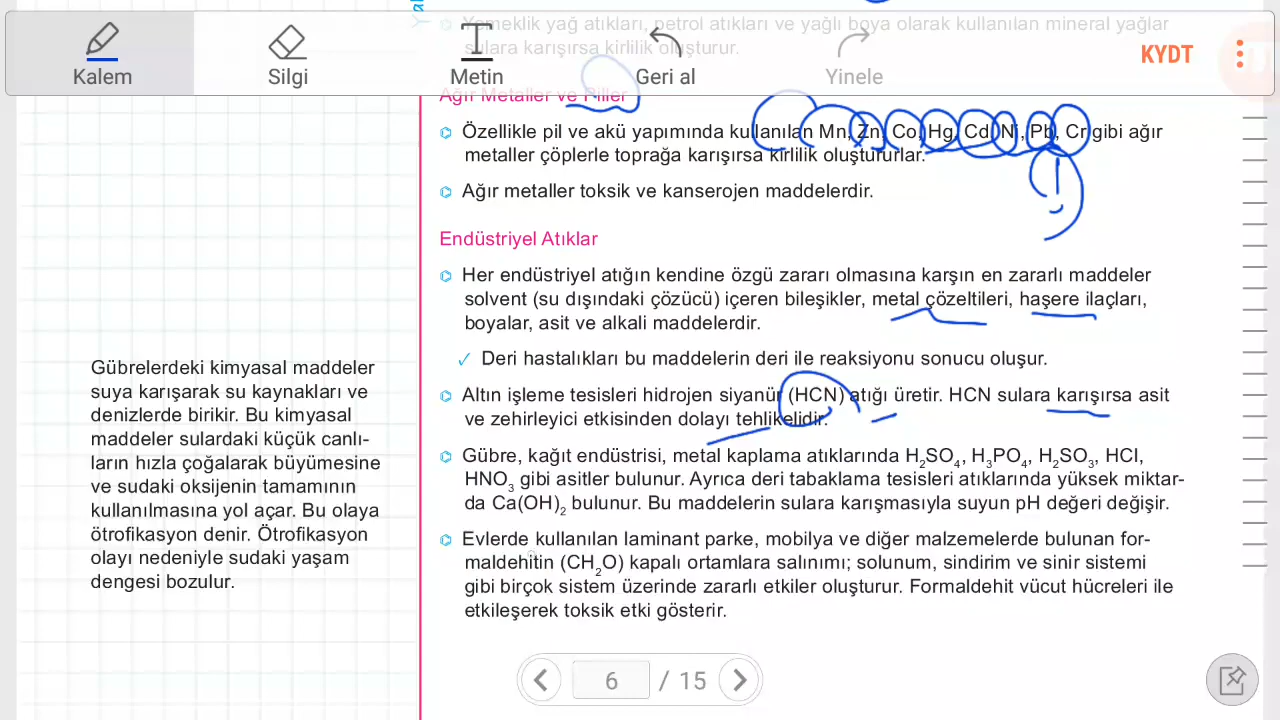 Yemeklik yağ atıkları, petrol atıkları ve yağlı boya olarak kullanılan mineral yağlar
sulara karışırsa kirlilik oluşturur.
Kalem
Silgi
Metin
Geri al
Yinele
KYDT
Ağır Metaller ve Piller
Özellikle pil ve akü yapımında kullanılan Mn, Zn, Co, Hg, Cd, Ni, Pb, Cr gibi ağır
metaller çöplerle toprağa karışırsa kirlilik oluştururlar.
Ağır metaller toksik ve kanserojen maddelerdir.
Endüstriyel Atıklar
Her endüstriyel atığın kendine özgü zararı olmasına karşın en zararlı maddeler
solvent (su dışındaki çözücü) içeren bileşikler, metal çözeltileri, haşere ilaçları,
boyalar, asit ve alkali maddelerdir.
✓ Deri hastalıkları bu maddelerin deri ile reaksiyonu sonucu oluşur.
Altın işleme tesisleri hidrojen siyanür (HCN) atığı üretir. HCN sulara karışırsa asit
ve zehirleyici etkisinden dolayı tehlikelidir.
Gübre, kağıt endüstrisi, metal kaplama atıklarında H₂SO₄, H₃PO₄, H₂SO₃, HCl,
HNO₃ gibi asitler bulunur. Ayrıca deri tabaklama tesisleri atıklarında yüksek miktar-
da Ca(OH)₂ bulunur. Bu maddelerin sulara karışmasıyla suyun pH değeri değişir.
Evlerde kullanılan laminant parke, mobilya ve diğer malzemelerde bulunan for-
maldehitin (CH₂O) kapalı ortamlara salınımı; solunum, sindirim ve sinir sistemi
gibi birçok sistem üzerinde zararlı etkiler oluşturur. Formaldehit vücut hücreleri ile
etkileşerek toksik etki gösterir.
Gübrelerdeki kimyasal maddeler
suya karışarak su kaynakları ve
denizlerde birikir. Bu kimyasal
maddeler sulardaki küçük canlı-
ların hızla çoğalarak büyümesine
ve sudaki oksijenin tamamının
kullanılmasına yol açar. Bu olaya
ötrofikasyon denir. Ötrofikasyon
olayı nedeniyle sudaki yaşam
dengesi bozulur.
6 / 15